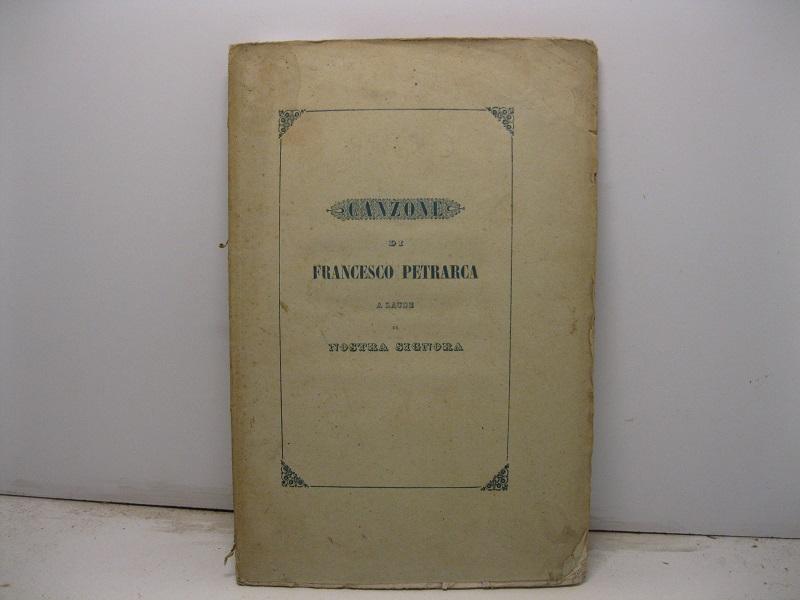 CANZONE
DI
FRANCESCO PETRARCA
A LAUDE
DI
NOSTRA SIGNORA